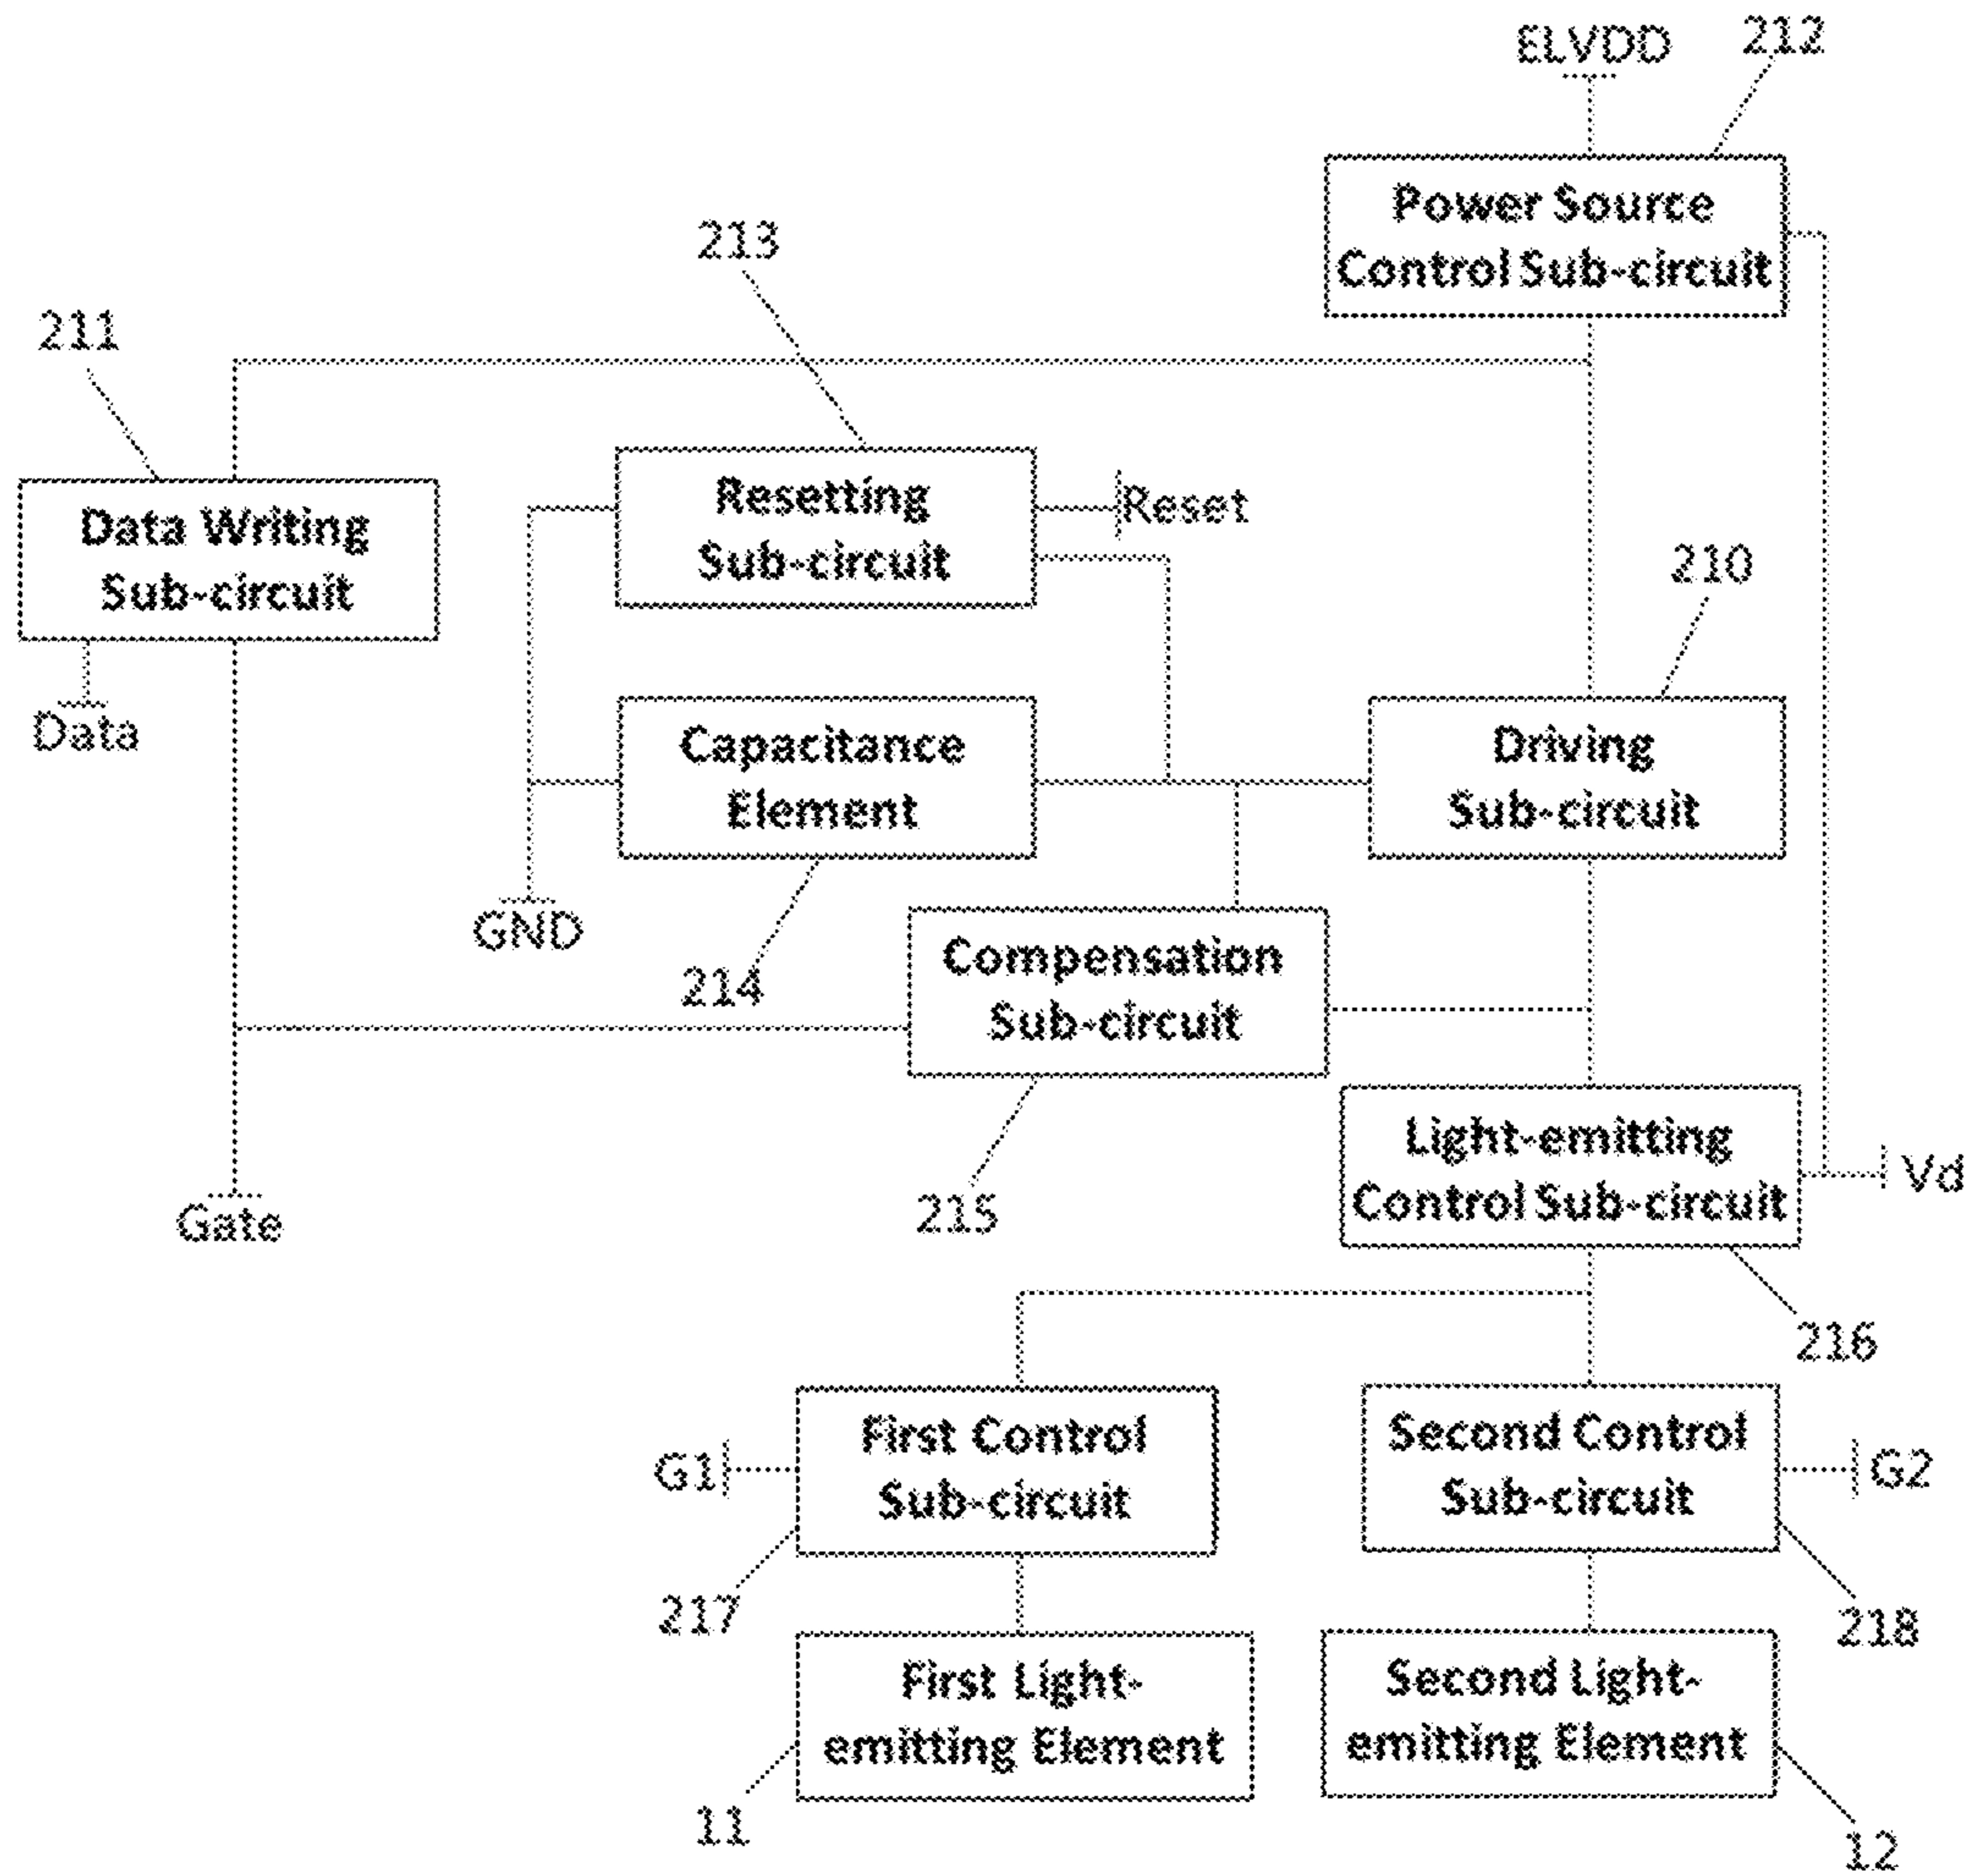 ELVDD
212
Power Source
Control Sub-circuit
213
211
Resetting
Sub-circuit
Reset
Data Writing
Sub-circuit
210
Data
Capacitance
Element
Driving
Sub-circuit
GND
214
Compensation
Sub-circuit
215
Gate
Light-emitting
Control Sub-circuit
Vd
216
G1
First Control
Sub-circuit
Second Control
Sub-circuit
G2
217
218
First Light-
emitting Element
Second Light-
emitting Element
11
12